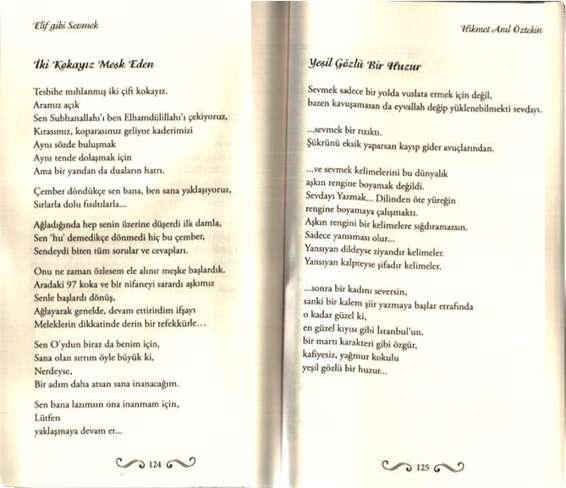 Elif gibi Sevmek
İki Kokayız Meşk Eden
Tesbihe mıhlanmış iki çift kokayız.
Aramız açık
Sen Subhanallah'ı ben Elhamdülillahı'ı çekiyoruz,
Kırasımız, koparasımız geliyor kaderimizi
Aynı sözde buluşmak
Aynı tende dolaşmak için
Ama bir yandan da duaların hatrı.
Çember döndükçe sen bana, ben sana yaklaşıyoruz,
Sırlarla dolu fısıltılarla...
Ağladığında hep senin üzerine düşerdi ilk damla,
Sen 'hu' demedikçe dönmedi hiç bu çember,
Sendeydi biten tüm sorular ve cevapları.
Onu ne zaman özlesem ele alınır meşke başlardık.
Aradaki 97 koka ve bir nifaneyi sarardı aşkımız
Senle başlardı dönüş,
Ağlayarak genelde, devam ettirirdim ifşayı
Meleklerin dikkatinde derin bir tefekkürle...
Sen O'ydun biraz da benim için,
Sana olan sırrım öyle büyük ki,
Nerdeyse,
Bir adım daha atsan sana inanacağım.
Sen bana lazımsın ona inanmam için,
Lütfen
yaklaşmaya devam et...
124
Hikmet Anıl Öztekin
Yeşil Gözlü Bir Huzur
Sevmek sadece bir yolda vuslata ermek için değil,
bazen kavuşamasan da eyvallah değip yüklenebilmekti sevdayı.
...sevmek bir rızıktı.
Şükrünü eksik yaparsan kayıp gider avuçlarından.
...ve sevmek kelimelerini bu dünyalık
aşkın rengine boyamak değildi.
Sevdayı Yazmak... Dilinden öte yüreğin
rengine boyamaya çalışmaktı.
Aşkın rengini bir kelimelere sığdıramazsın.
Sadece yansıması olur...
Yansıyan dildeyse ziyandır kelimeler.
Yansıyan kalpteyse şifadır kelimeler.
...sonra bir kadını seversin,
sanki bir kalem şiir yazmaya başlar etrafında
o kadar güzel ki,
en güzel kıyısı gibi İstanbul'un,
bir martı karakteri gibi özgür,
kafiyesiz, yağmur kokulu
yeşil gözlü bir huzur...
125